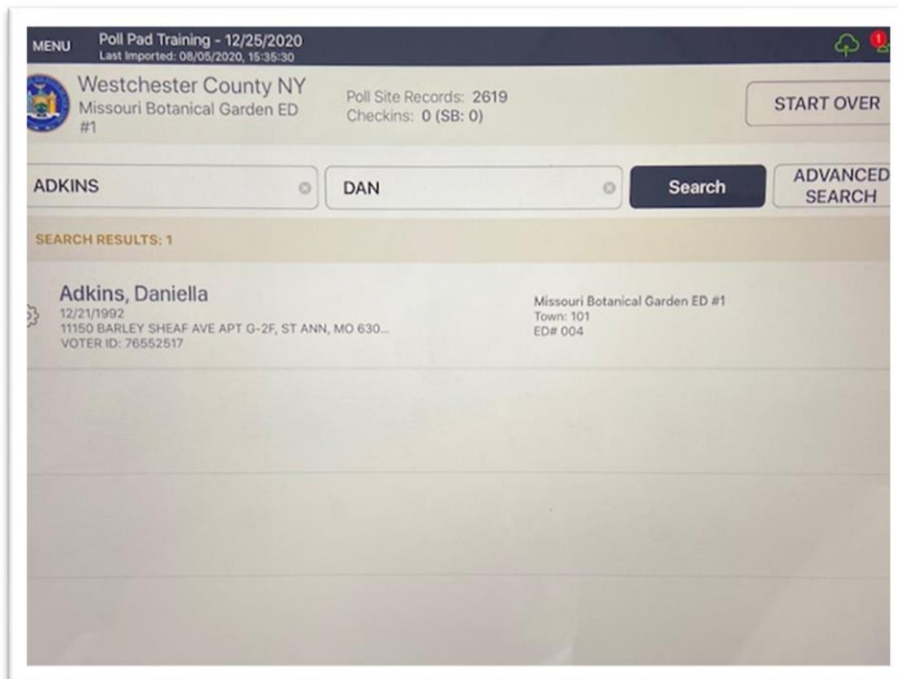 MENU Poll Pad Training - 12/25/2020
Last Imported: 08/05/2020, 15:35:30
1
Westchester County NY
Missouri Botanical Garden ED
#1
Poll Site Records: 2619
Checkins: 0 (SB: 0)
START OVER
ADKINS DAN Search ADVANCED
SEARCH
SEARCH RESULTS: 1
Adkins, Daniella
12/21/1992
11150 BARLEY SHEAF AVE APT G-2F, ST ANN, MO 630...
VOTER ID: 76552517
Missouri Botanical Garden ED #1
Town: 101
ED# 004